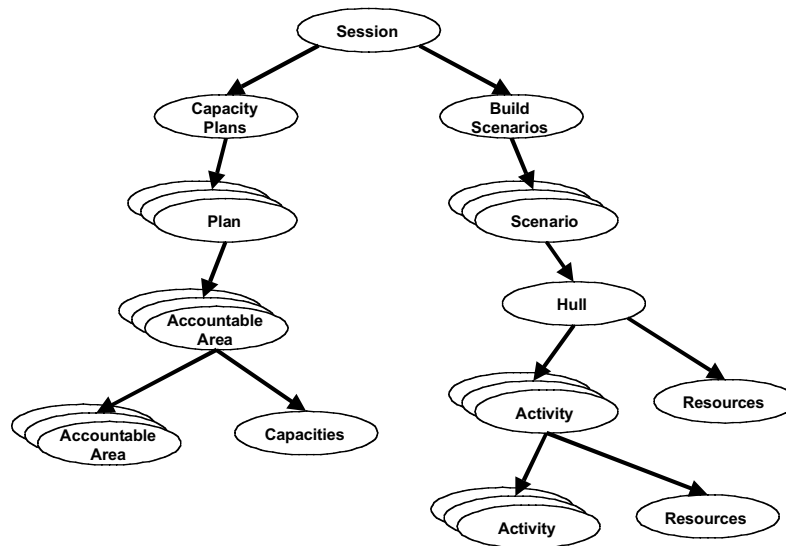 Session
Capacity
Plans
Build
Scenarios
Plan
Scenario
Accountable
Area
Hull
Accountable
Area
Capacities
Activity
Resources
Activity
Resources